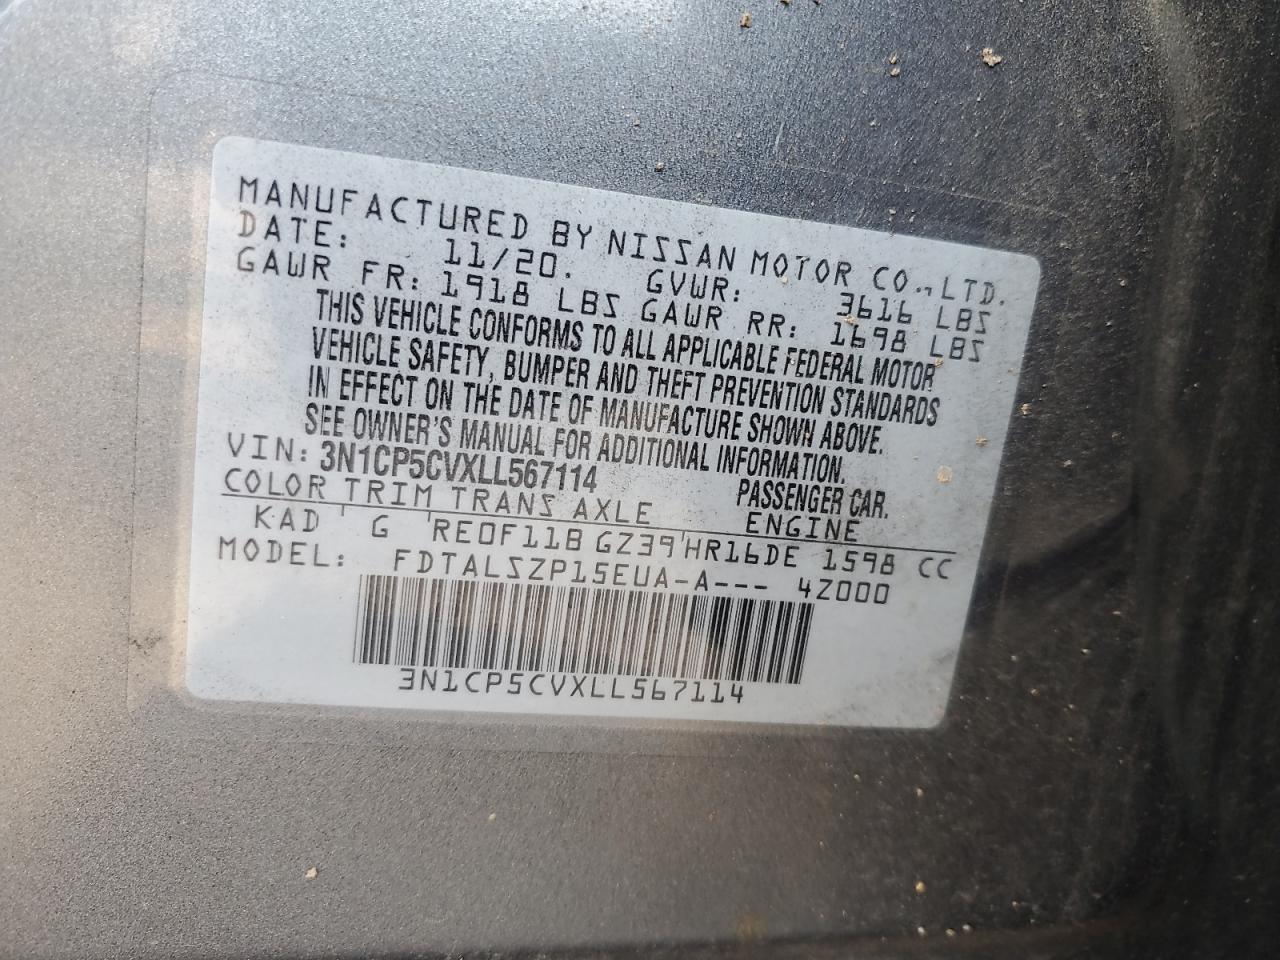 MANUFACTURED BY NISSAN MOTOR CO., LTD.
DATE: 11/20. GVWR: 3616 LBS
GAWR FR: 1918 LBS GAWR RR: 1698 LBS
THIS VEHICLE CONFORMS TO ALL APPLICABLE FEDERAL MOTOR
VEHICLE SAFETY, BUMPER AND THEFT PREVENTION STANDARDS
IN EFFECT ON THE DATE OF MANUFACTURE SHOWN ABOVE.
SEE OWNER'S MANUAL FOR ADDITIONAL INFORMATION.
VIN: 3N1CP5CVXLL567114 PASSENGER CAR.
COLOR TRIM TRANS AXLE ENGINE
KAD G RE0F11B GZ39 HR16DE 1598 CC
MODEL: FDTALSZP15EUA-A--- 4Z000
3N1CP5CVXLL567114